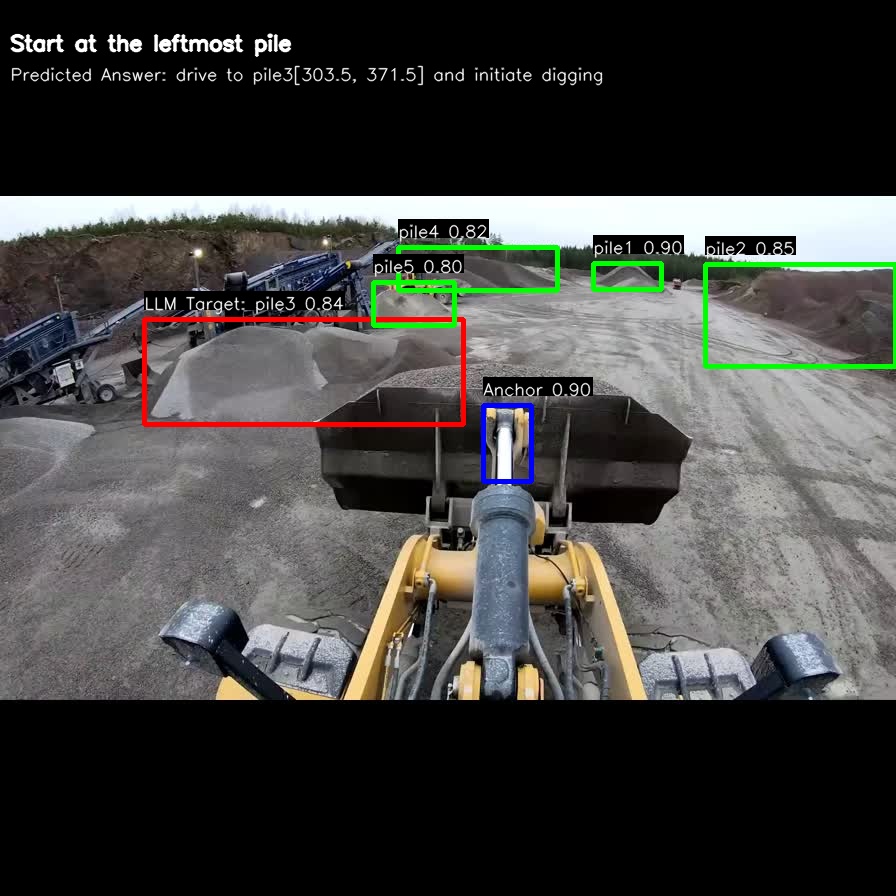 Start at the leftmost pile
Predicted Answer: drive to pile3[303.5, 371.5] and initiate digging
pile4 0.82
pile1 0.90
pile2 0.85
pile5 0.80
LLM Target: pile3 0.84
Anchor 0.90